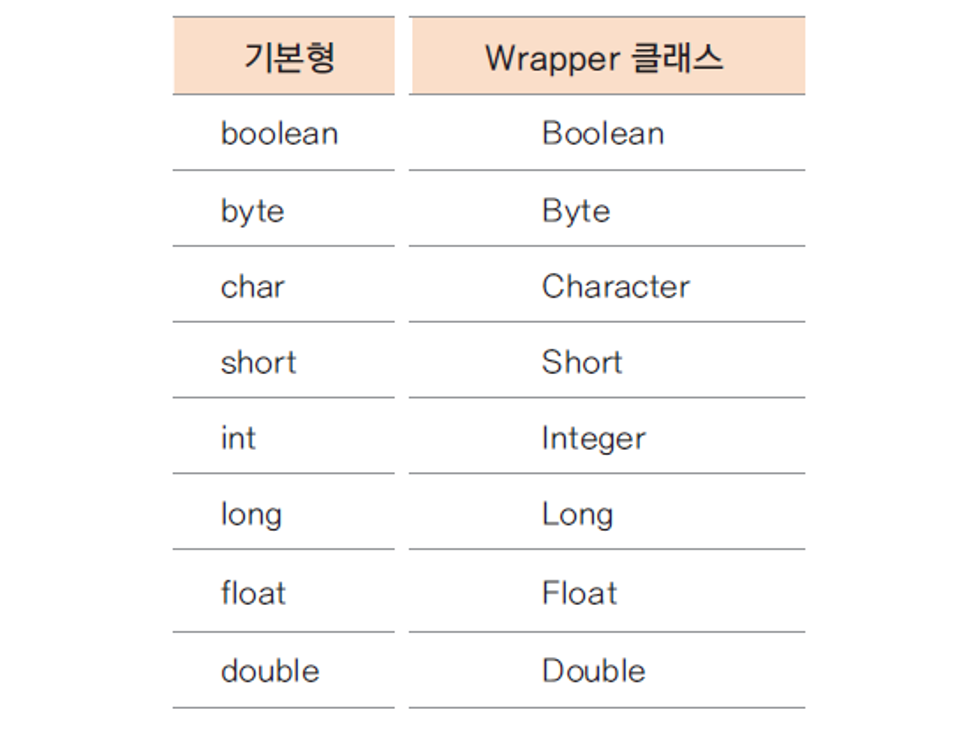 기본형 Wrapper 클래스
boolean Boolean
byte Byte
char Character
short Short
int Integer
long Long
float Float
double Double